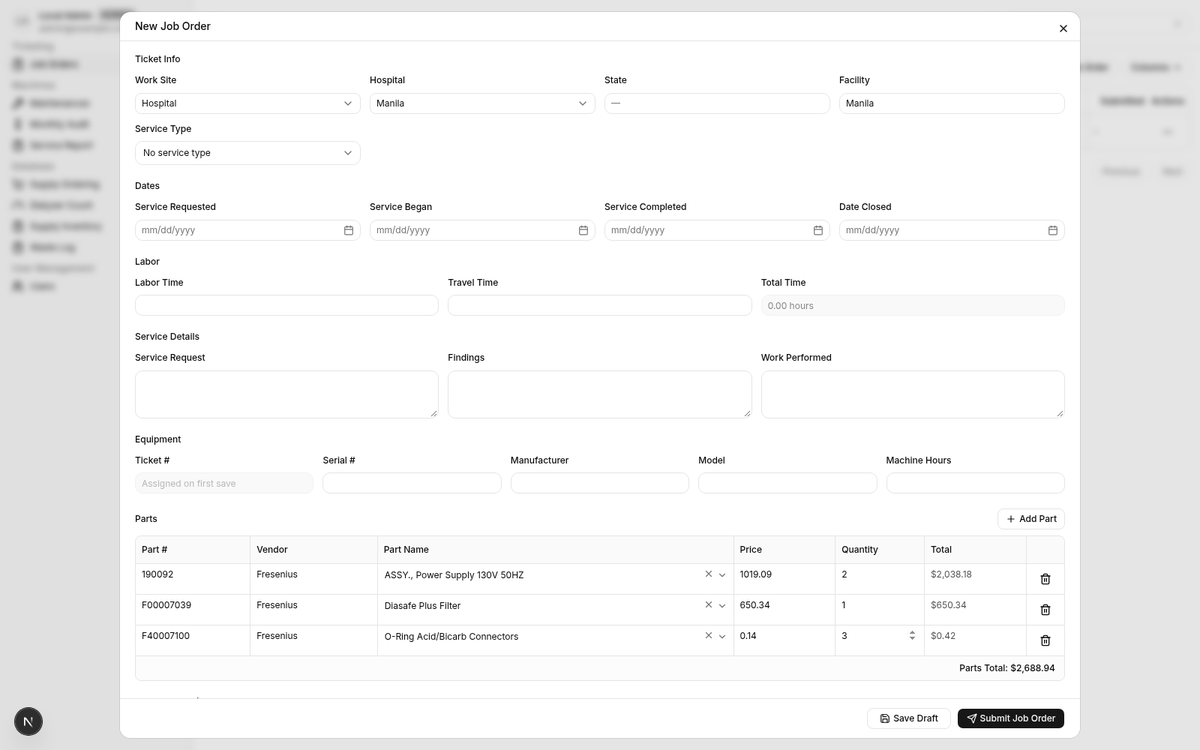 New Job Order
Ticket Info
Work Site Hospital State Facility
Hospital Manila — Manila
Service Type
No service type
Dates
Service Requested Service Began Service Completed Date Closed
mm/dd/yyyy mm/dd/yyyy mm/dd/yyyy mm/dd/yyyy
Labor
Labor Time Travel Time Total Time
0.00 hours
Service Details
Service Request Findings Work Performed
Equipment
Ticket # Serial # Manufacturer Model Machine Hours
Assigned on first save
Parts Add Part
Part # Vendor Part Name Price Quantity Total
190092 Fresenius ASSY., Power Supply 130V 50HZ 1019.09 2 $2,038.18
F00007039 Fresenius Diasafe Plus Filter 650.34 1 $650.34
F40007100 Fresenius O-Ring Acid/Bicarb Connectors 0.14 3 $0.42
Parts Total: $2,688.94
Save Draft Submit Job Order
N